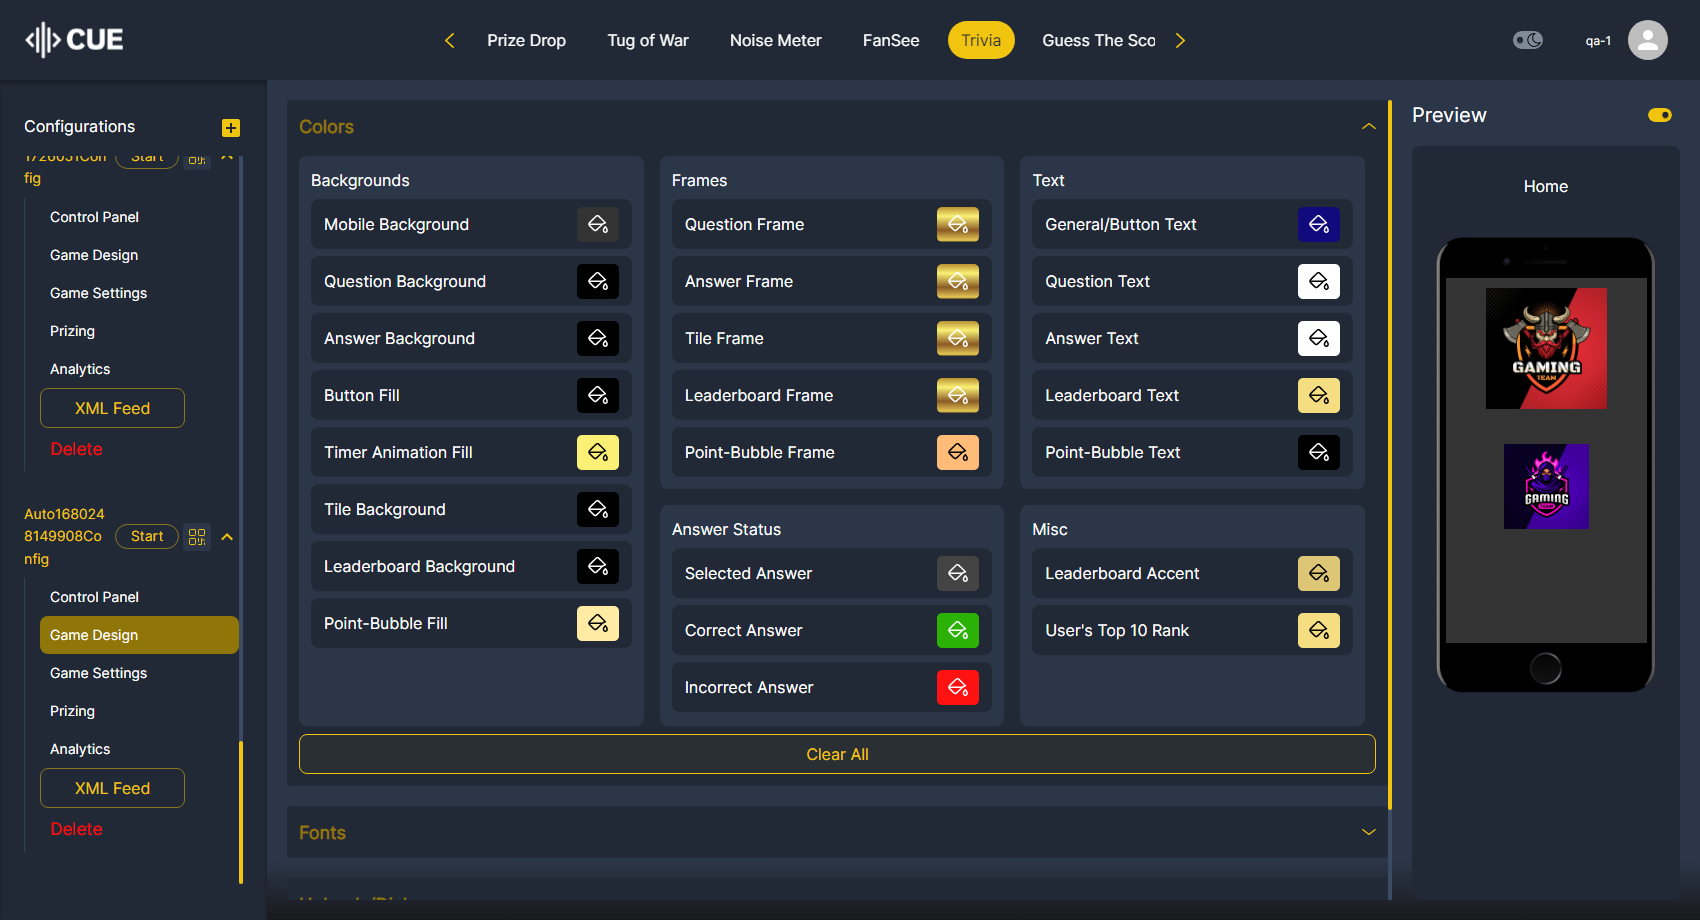 CUE
Prize Drop
Tug of War
Noise Meter
FanSee
Trivia
Guess The Sco
qa-1
Configurations
Start
fig
Control Panel
Game Design
Game Settings
Prizing
Analytics
XML Feed
Delete
Auto168024
8149908Co
nfig
Start
Control Panel
Game Design
Game Settings
Prizing
Analytics
XML Feed
Delete
Colors
Backgrounds
Mobile Background
Question Background
Answer Background
Button Fill
Timer Animation Fill
Tile Background
Leaderboard Background
Point-Bubble Fill
Frames
Question Frame
Answer Frame
Tile Frame
Leaderboard Frame
Point-Bubble Frame
Text
General/Button Text
Question Text
Answer Text
Leaderboard Text
Point-Bubble Text
Answer Status
Selected Answer
Correct Answer
Incorrect Answer
Misc
Leaderboard Accent
User's Top 10 Rank
Clear All
Fonts
Preview
Home
GAMING
TEAM
GAMING
TEAM